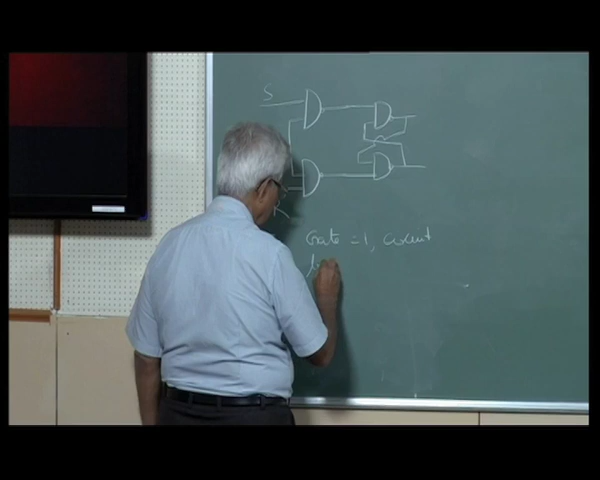 S
R
Gate = 1, circuit